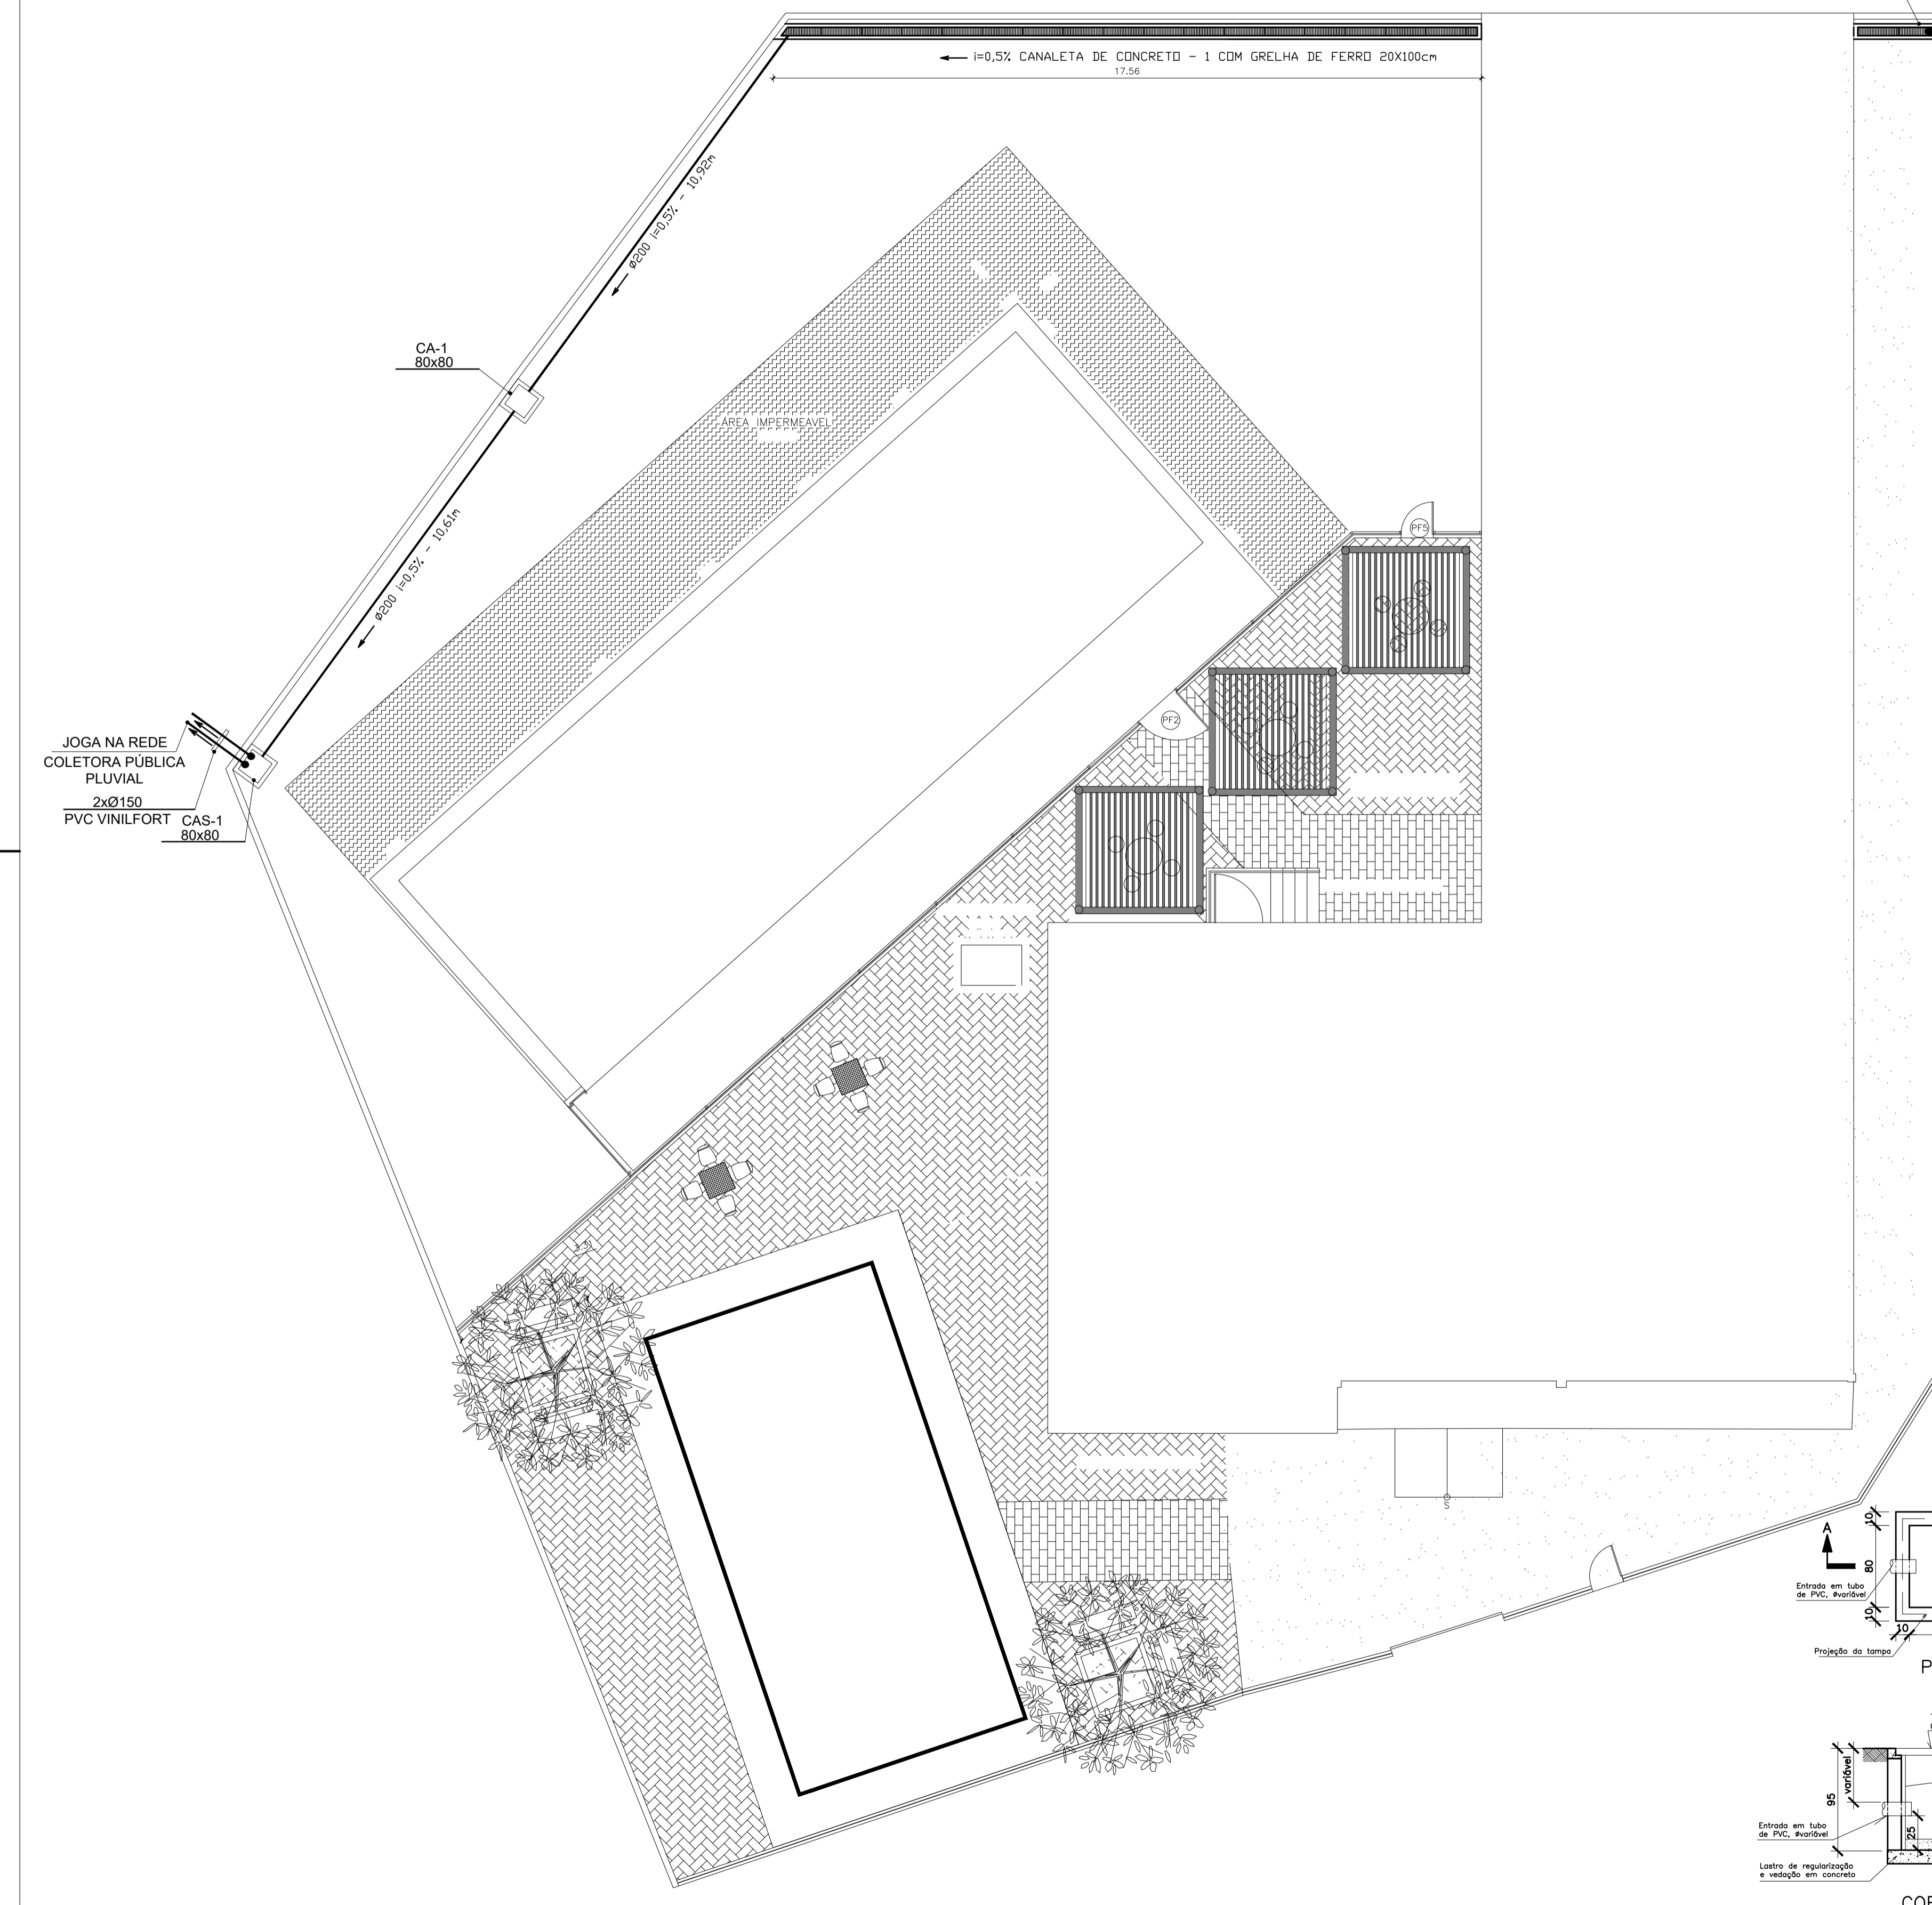 i=0,5% CANALETA DE CONCRETO - 1 COM GRELHA DE FERRO 20X100cm
17.56
Ø200 i=0,5% - 10,92m
CA-1
80x80
ÁREA IMPERMEAVEL
Ø200 i=0,5% - 10,61m
PF5
PF2
JOGA NA REDE
COLETORA PÚBLICA
PLUVIAL
2xØ150
PVC VINILFORT
CAS-1
80x80
3.31
S
A
10
80
10
Entrada em tubo
de PVC, Øvariável
10
Projeção da tampa
P
variável
95
25
Entrada em tubo
de PVC, Øvariável
Lastro de regularização
e vedação em concreto